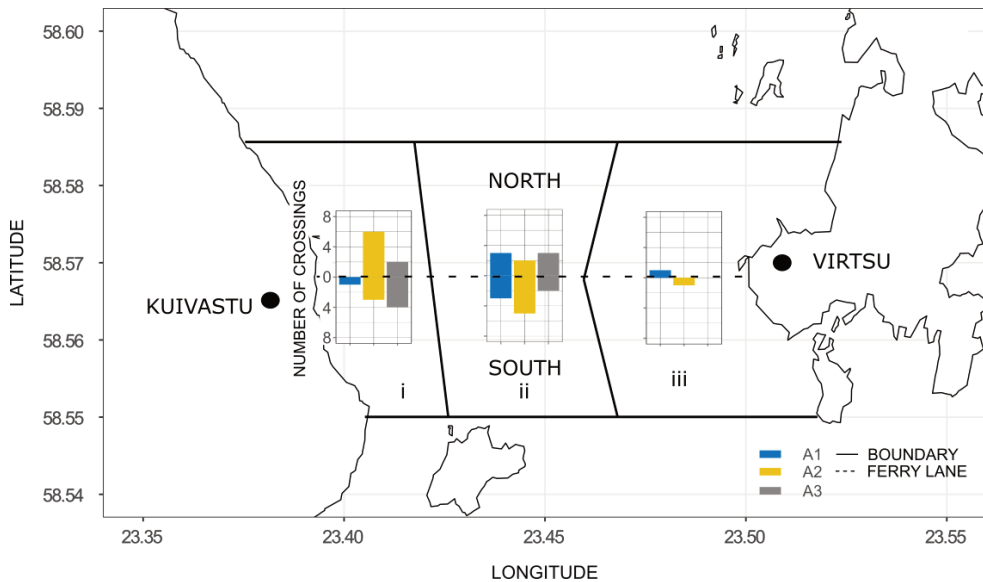 58.60
58.59
58.58
58.57
58.56
58.55
58.54
LATITUDE
NORTH
NUMBER OF CROSSINGS
8
4
0
4
8
KUIVASTU
VIRTSU
SOUTH
i
ii
iii
A1
BOUNDARY
A2
FERRY LANE
A3
23.35
23.40
23.45
23.50
23.55
LONGITUDE